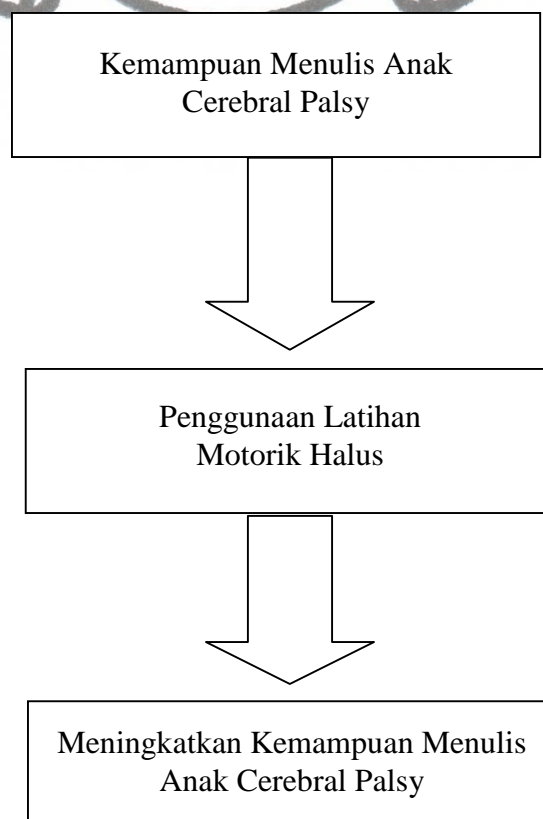 Kemampuan Menulis Anak
Cerebral Palsy
Penggunaan Latihan
Motorik Halus
Meningkatkan Kemampuan Menulis
Anak Cerebral Palsy